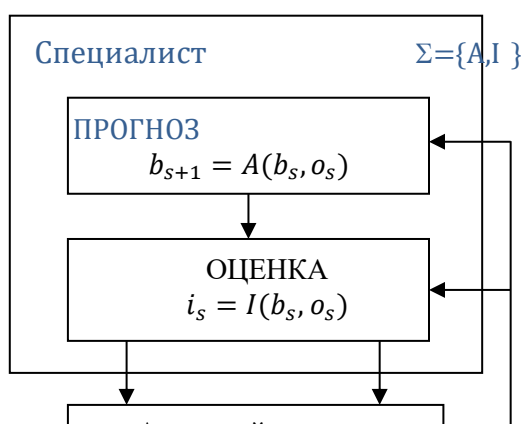 Специалист Σ={A,I }
ПРОГНОЗ
b_{s+1} = A(b_s, o_s)
ОЦЕНКА
i_s = I(b_s, o_s)